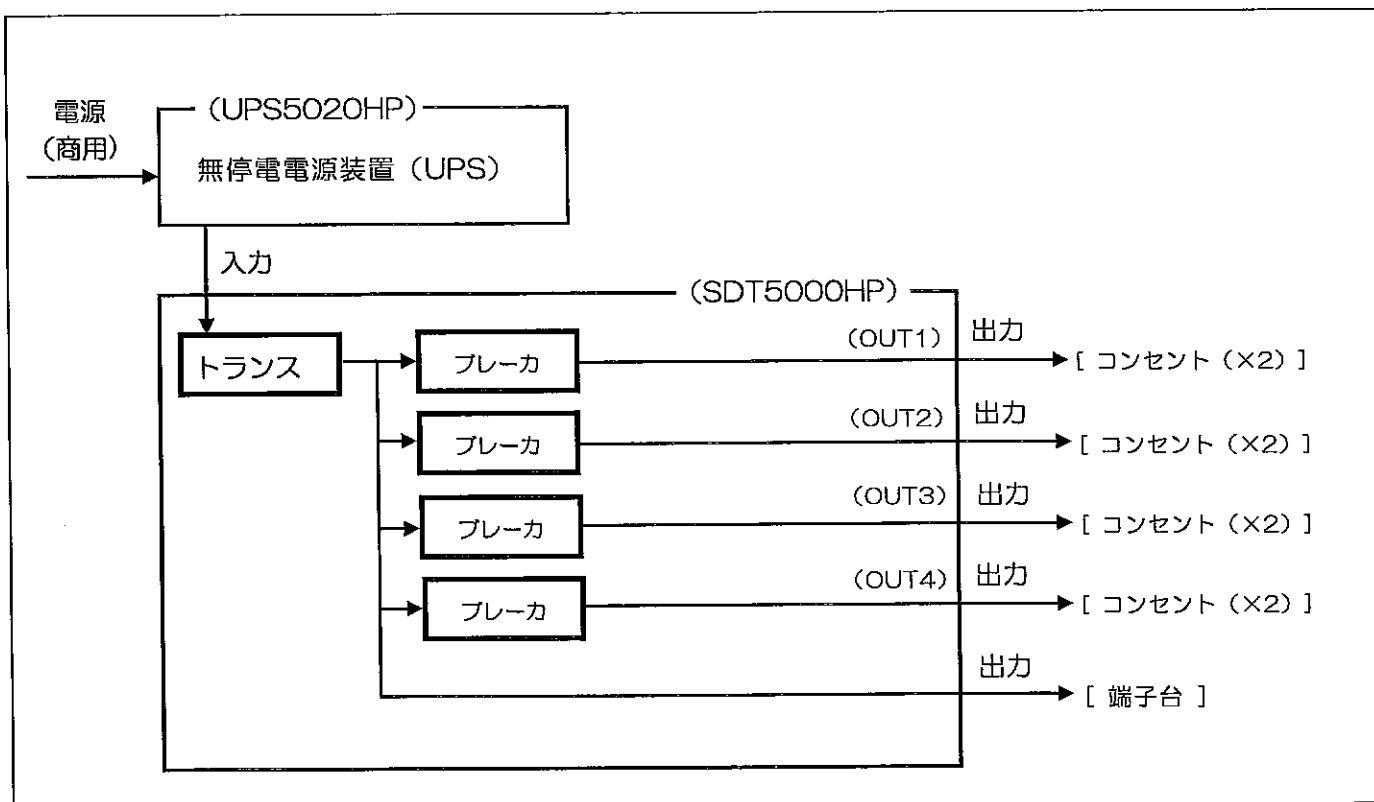 電源
(商用)
(UPS5020HP)
無停電電源装置（UPS）
入力
(SDT5000HP)
トランス
ブレーカ
(OUT1)
出力
[ コンセント（×2）]
ブレーカ
(OUT2)
出力
[ コンセント（×2）]
ブレーカ
(OUT3)
出力
[ コンセント（×2）]
ブレーカ
(OUT4)
出力
[ コンセント（×2）]
出力
[ 端子台 ]